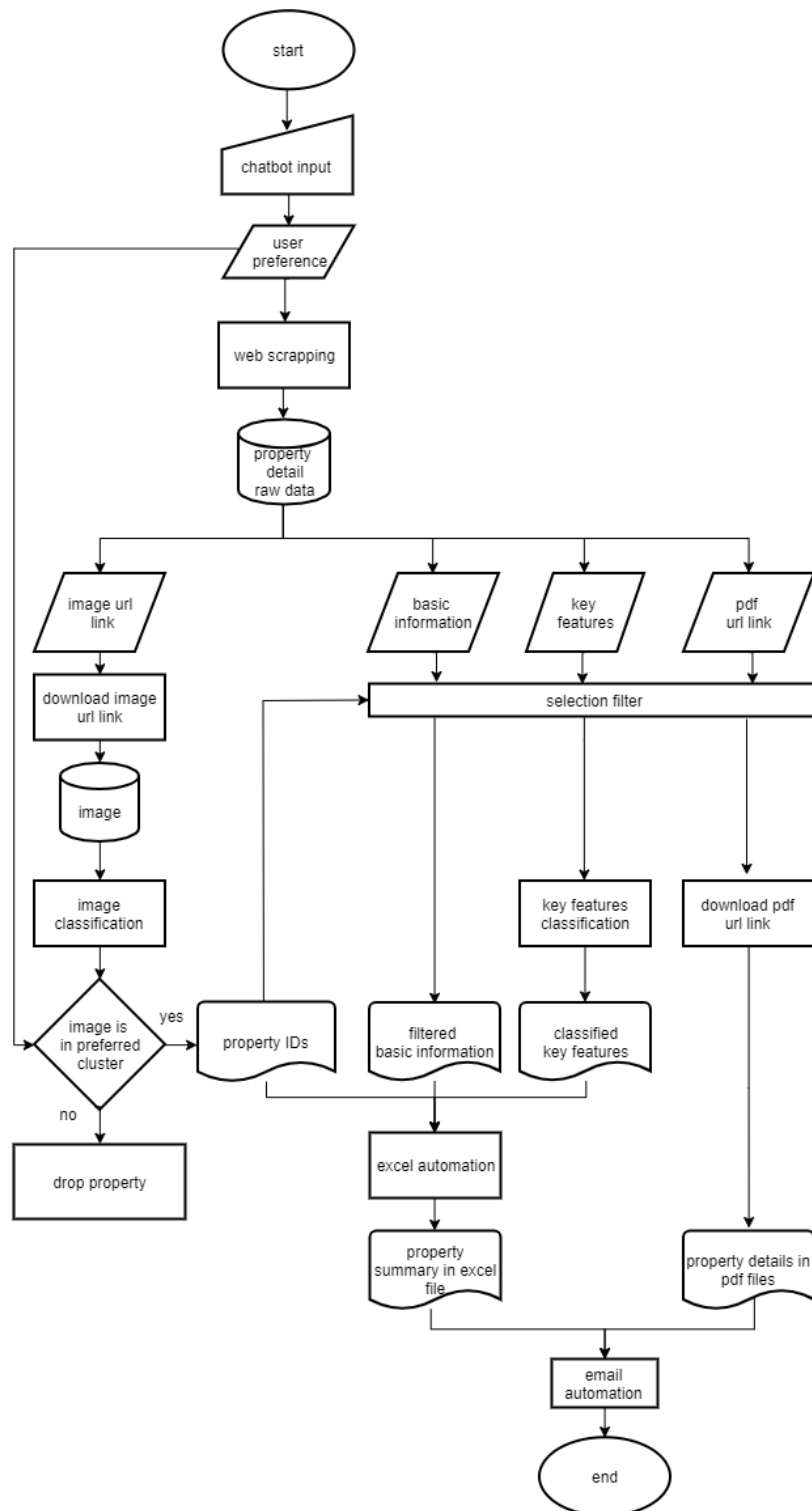 start
chatbot input
user
preference
web scrapping
property
detail
raw data
image url
link
basic
information
key
features
pdf
url link
download image
url link
selection filter
image
image
classification
key features
classification
download pdf
url link
image is
in preferred
cluster
yes
property IDs
filtered
basic information
classified
key features
no
drop property
excel automation
property
summary in excel
file
property details in
pdf files
email
automation
end